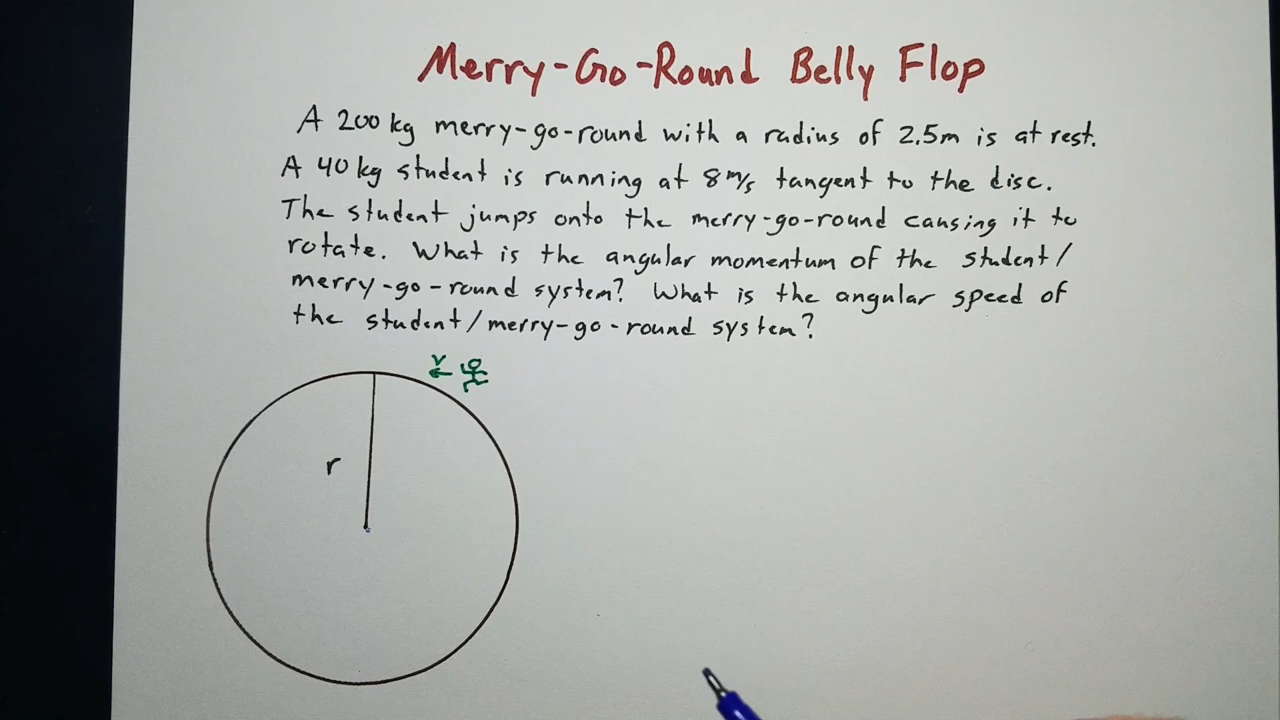 Merry-Go-Round Belly Flop
A 200 kg merry-go-round with a radius of 2.5m is at rest.
A 40 kg student is running at 8 m/s tangent to the disc.
The student jumps onto the merry-go-round causing it to
rotate. What is the angular momentum of the student/
merry-go-round system? What is the angular speed of
the student/merry-go-round system?
v
r